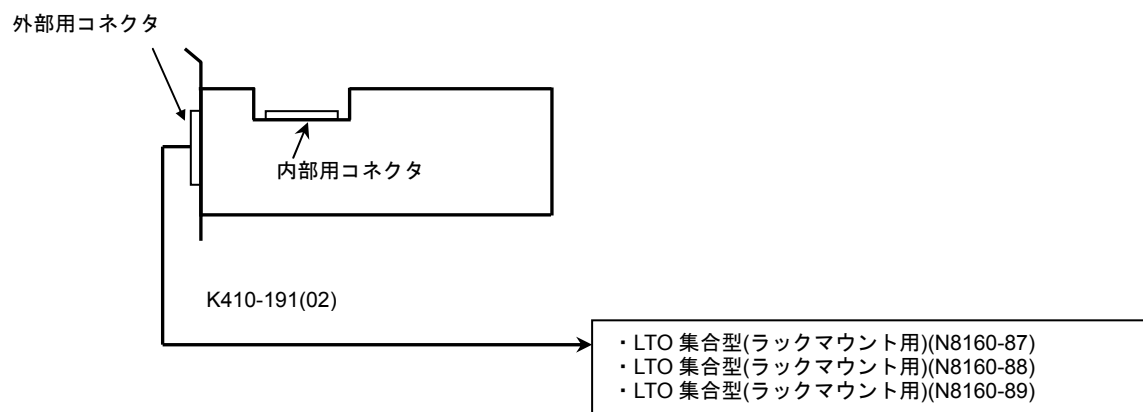 外部用コネクタ
内部用コネクタ
K410-191(02)
・LTO 集合型(ラックマウント用)(N8160-87)
・LTO 集合型(ラックマウント用)(N8160-88)
・LTO 集合型(ラックマウント用)(N8160-89)